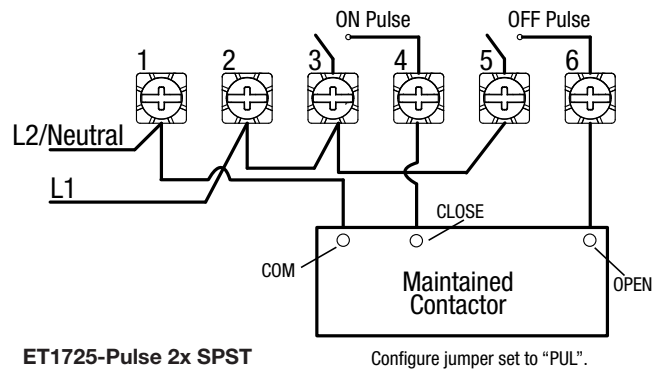 ON Pulse
OFF Pulse
1
2
3
4
5
6
L2/Neutral
L1
CLOSE
COM
OPEN
Maintained
Contactor
ET1725-Pulse 2x SPST
Configure jumper set to “PUL”.